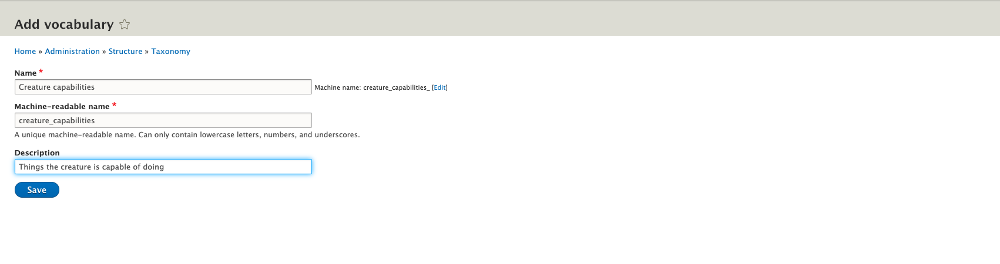 Add vocabulary
Home » Administration » Structure » Taxonomy
Name *
Creature capabilities
Machine name: creature_capabilities_ [Edit]
Machine-readable name *
creature_capabilities
A unique machine-readable name. Can only contain lowercase letters, numbers, and underscores.
Description
Things the creature is capable of doing
Save